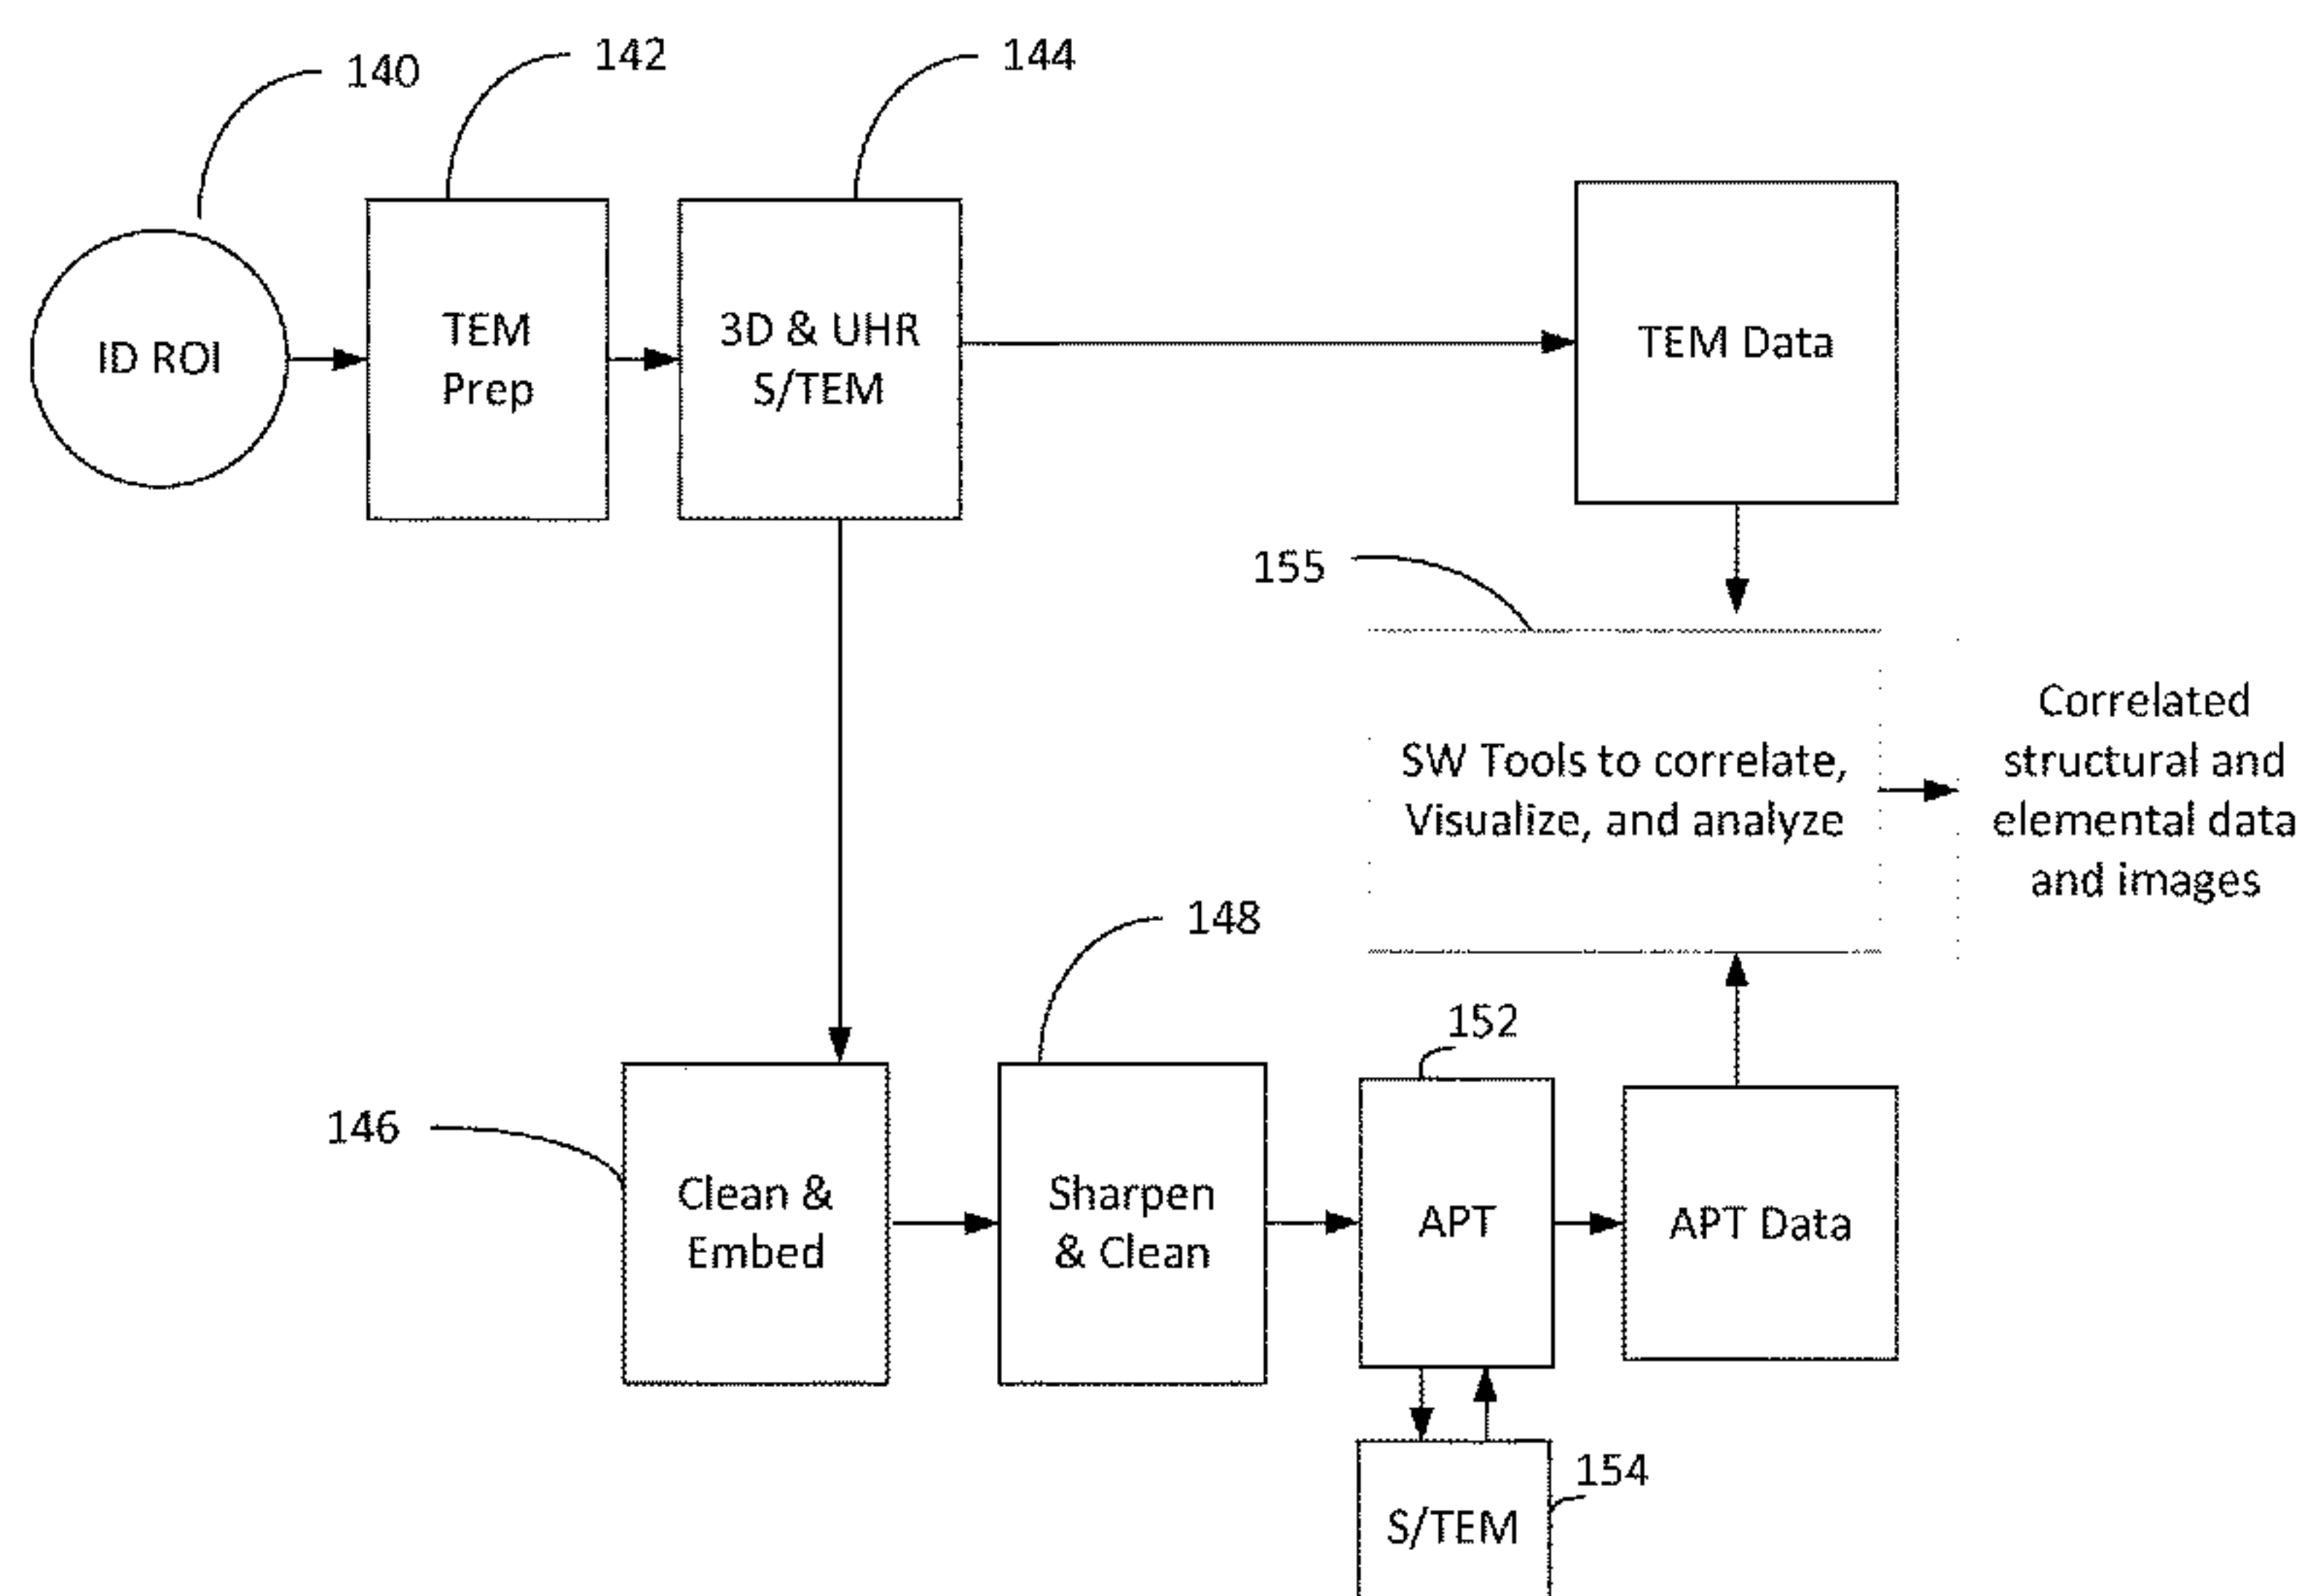 140
142
144
ID ROI
TEM
Prep
3D & UHR
S/TEM
TEM Data
155
SW Tools to correlate,
Visualize, and analyze
Correlated
structural and
elemental data
and images
148
152
146
Clean &
Embed
Sharpen
& Clean
APT
APT Data
154
S/TEM